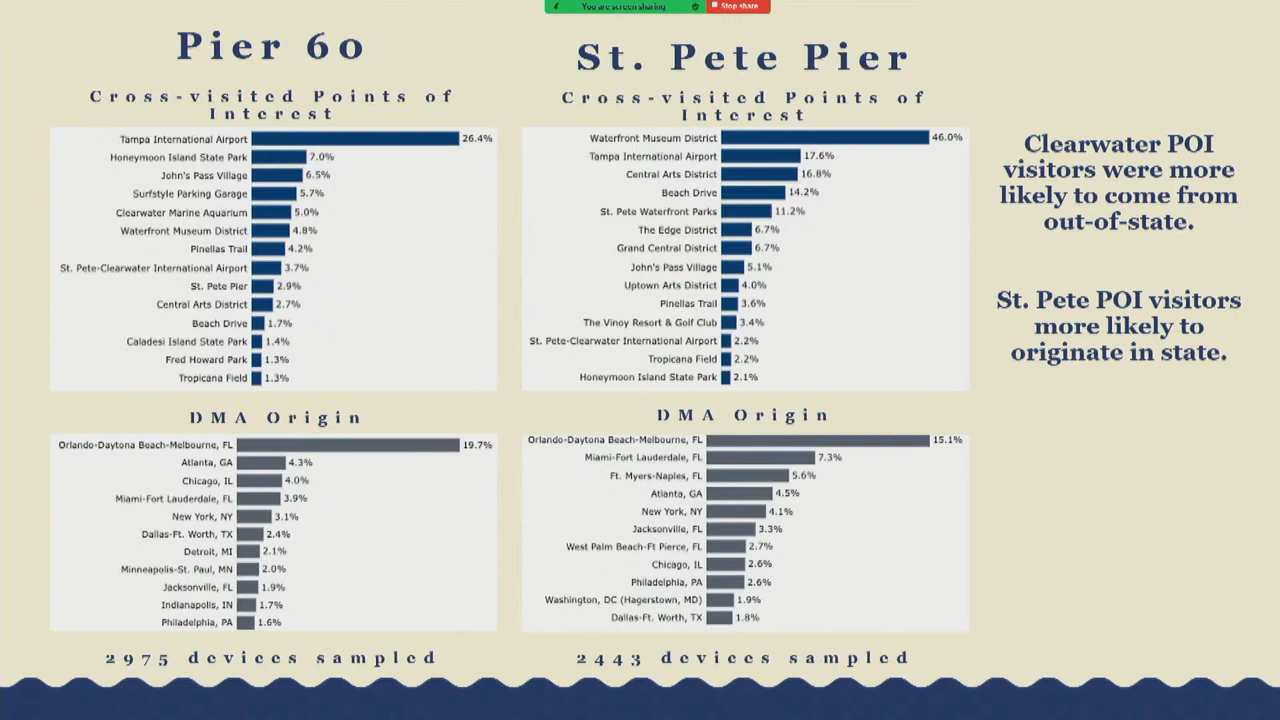 You are screen sharing
Stop share
Pier 60
Cross-visited Points of
Interest
Tampa International Airport 26.4%
Honeymoon Island State Park 7.0%
John's Pass Village 6.5%
Surfstyle Parking Garage 5.7%
Clearwater Marine Aquarium 5.0%
Waterfront Museum District 4.8%
Pinellas Trail 4.2%
St. Pete-Clearwater International Airport 3.7%
St. Pete Pier 2.9%
Central Arts District 2.7%
Beach Drive 1.7%
Caladesi Island State Park 1.4%
Fred Howard Park 1.3%
Tropicana Field 1.3%
DMA Origin
Orlando-Daytona Beach-Melbourne, FL 19.7%
Atlanta, GA 4.3%
Chicago, IL 4.0%
Miami-Fort Lauderdale, FL 3.9%
New York, NY 3.1%
Dallas-Ft. Worth, TX 2.4%
Detroit, MI 2.1%
Minneapolis-St. Paul, MN 2.0%
Jacksonville, FL 1.9%
Indianapolis, IN 1.7%
Philadelphia, PA 1.6%
2975 devices sampled
St. Pete Pier
Cross-visited Points of
Interest
Waterfront Museum District 46.0%
Tampa International Airport 17.6%
Central Arts District 16.8%
Beach Drive 14.2%
St. Pete Waterfront Parks 11.2%
The Edge District 6.7%
Grand Central District 6.7%
John's Pass Village 5.1%
Uptown Arts District 4.0%
Pinellas Trail 3.6%
The Vinoy Resort & Golf Club 3.4%
St. Pete-Clearwater International Airport 2.2%
Tropicana Field 2.2%
Honeymoon Island State Park 2.1%
DMA Origin
Orlando-Daytona Beach-Melbourne, FL 15.1%
Miami-Fort Lauderdale, FL 7.3%
Ft. Myers-Naples, FL 5.6%
Atlanta, GA 4.5%
New York, NY 4.1%
Jacksonville, FL 3.3%
West Palm Beach-Ft Pierce, FL 2.7%
Chicago, IL 2.6%
Philadelphia, PA 2.6%
Washington, DC (Hagerstown, MD) 1.9%
Dallas-Ft. Worth, TX 1.8%
2443 devices sampled
Clearwater POI
visitors were more
likely to come from
out-of-state.
St. Pete POI visitors
more likely to
originate in state.